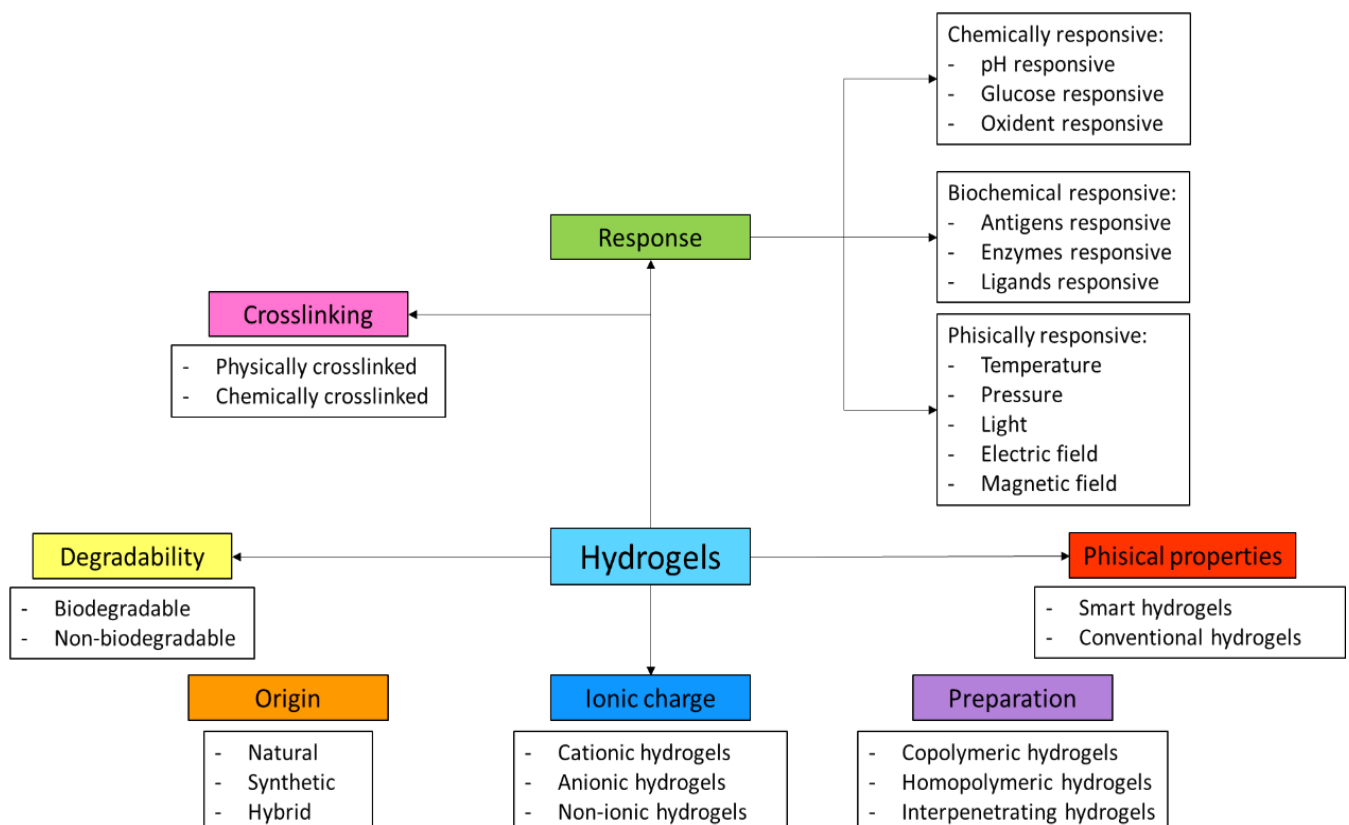 Chemically responsive:
- pH responsive
- Glucose responsive
- Oxident responsive
Biochemical responsive:
- Antigens responsive
- Enzymes responsive
- Ligands responsive
Response
Crosslinking
- Physically crosslinked
- Chemically crosslinked
Phisically responsive:
- Temperature
- Pressure
- Light
- Electric field
- Magnetic field
Degradability
- Biodegradable
- Non-biodegradable
Hydrogels
Phisical properties
- Smart hydrogels
- Conventional hydrogels
Origin
- Natural
- Synthetic
- Hybrid
Ionic charge
- Cationic hydrogels
- Anionic hydrogels
- Non-ionic hydrogels
Preparation
- Copolymeric hydrogels
- Homopolymeric hydrogels
- Interpenetrating hydrogels